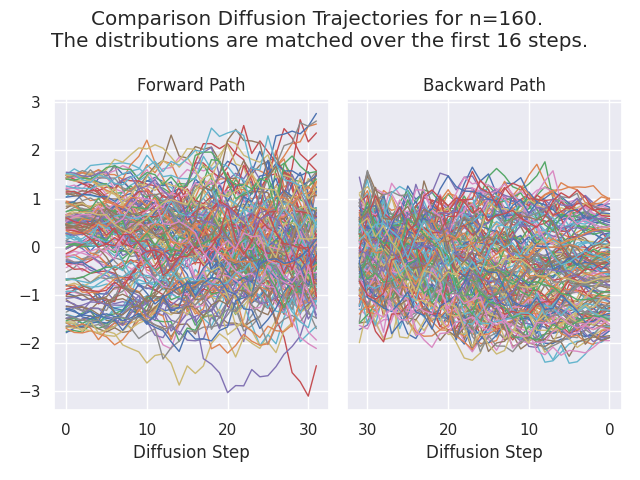 Comparison Diffusion Trajectories for n=160.
The distributions are matched over the first 16 steps.
Forward Path
Backward Path
3
2
1
0
−1
−2
−3
0 10 20 30
30 20 10 0
Diffusion Step
Diffusion Step